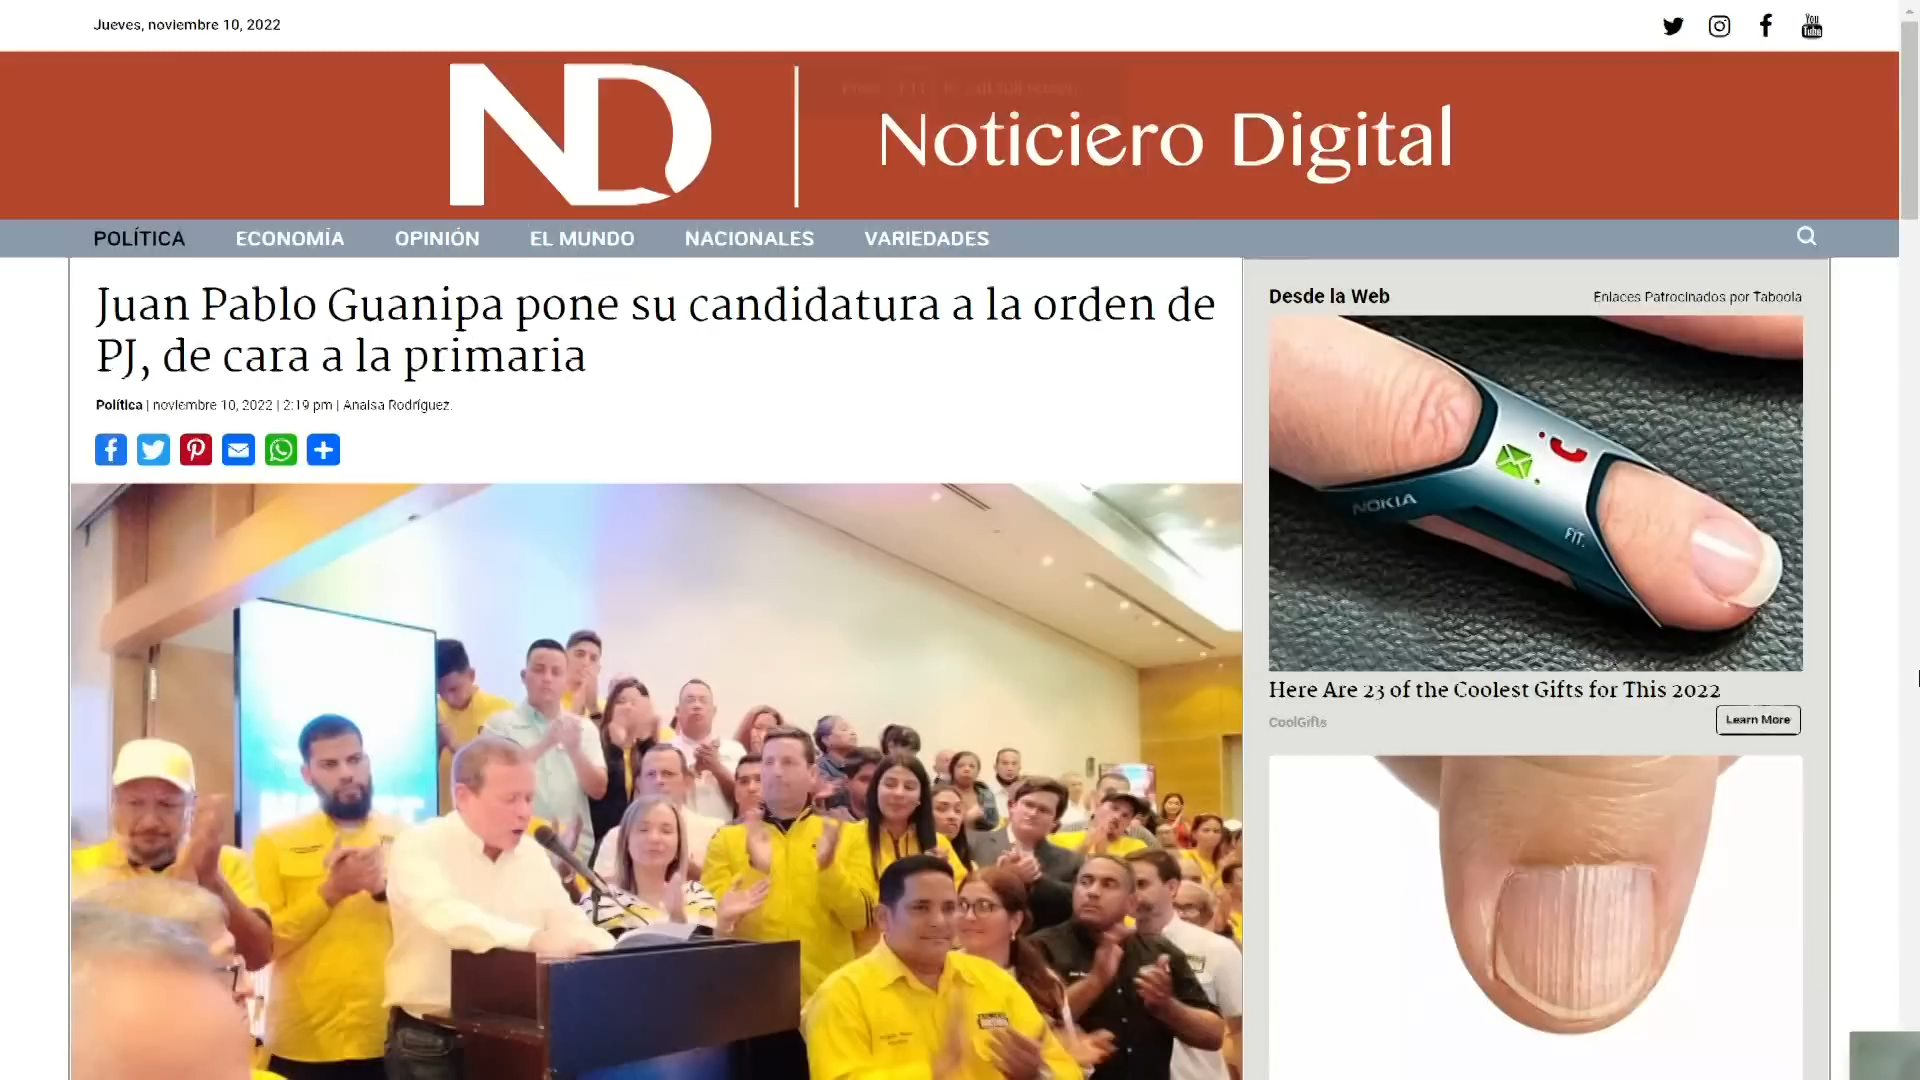 Jueves, noviembre 10, 2022
You
Tube
ND
Noticiero Digital
POLÍTICA ECONOMÍA OPINIÓN EL MUNDO NACIONALES VARIEDADES
Juan Pablo Guanipa pone su candidatura a la orden de
PJ, de cara a la primaria
Política | noviembre 10, 2022 | 2:19 pm | Anaisa Rodríguez.
Desde la Web
Enlaces Patrocinados por Taboola
NOKIA
FIT.
Here Are 23 of the Coolest Gifts for This 2022
CoolGifts
Learn More